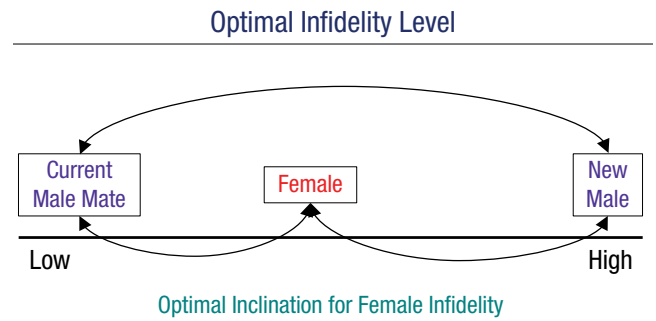 Optimal Infidelity Level
Current
Male Mate
Female
New
Male
Low
High
Optimal Inclination for Female Infidelity